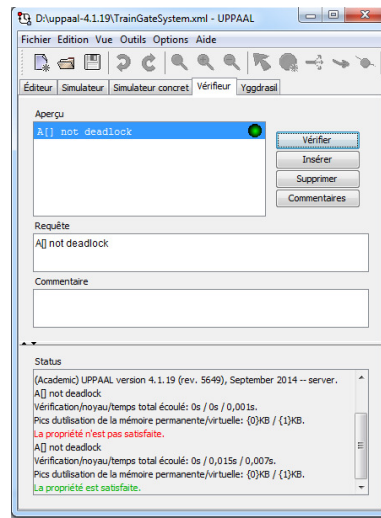 D:\uppaal-4.1.19\TrainGateSystem.xml - UPPAAL
Fichier Edition Vue Outils Options Aide
Éditeur Simulateur Simulateur concret Vérifieur Yggdrasil
Aperçu
A[] not deadlock
Vérifier
Insérer
Supprimer
Commentaires
Requête
A[] not deadlock
Commentaire
Status
(Academic) UPPAAL version 4.1.19 (rev. 5649), September 2014 -- server.
A[] not deadlock
Vérification/noyau/temps total écoulé: 0s / 0s / 0,001s.
Pics dutilisation de la mémoire permanente/virtuelle: {0}KB / {1}KB.
La propriété n'est pas satisfaite.
A[] not deadlock
Vérification/noyau/temps total écoulé: 0s / 0,015s / 0,007s.
Pics dutilisation de la mémoire permanente/virtuelle: {0}KB / {1}KB.
La propriété est satisfaite.